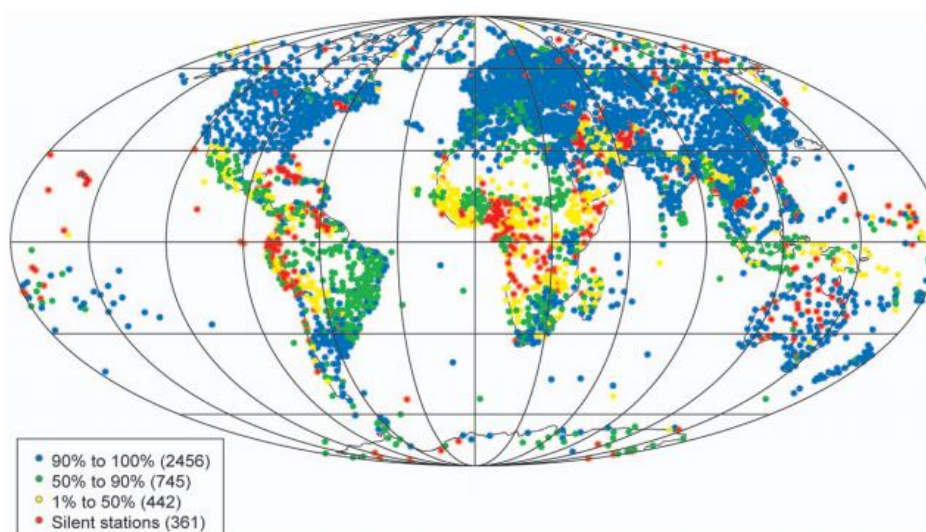 90% to 100% (2456)
50% to 90% (745)
1% to 50% (442)
Silent stations (361)